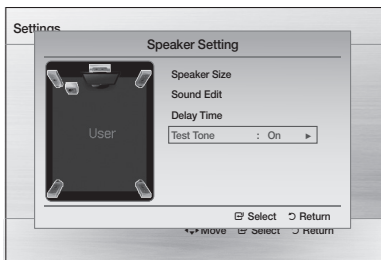 Settings
Speaker Setting
Speaker Size
Sound Edit
Delay Time
Test Tone : On ►
User
Select Return
Move Select Return